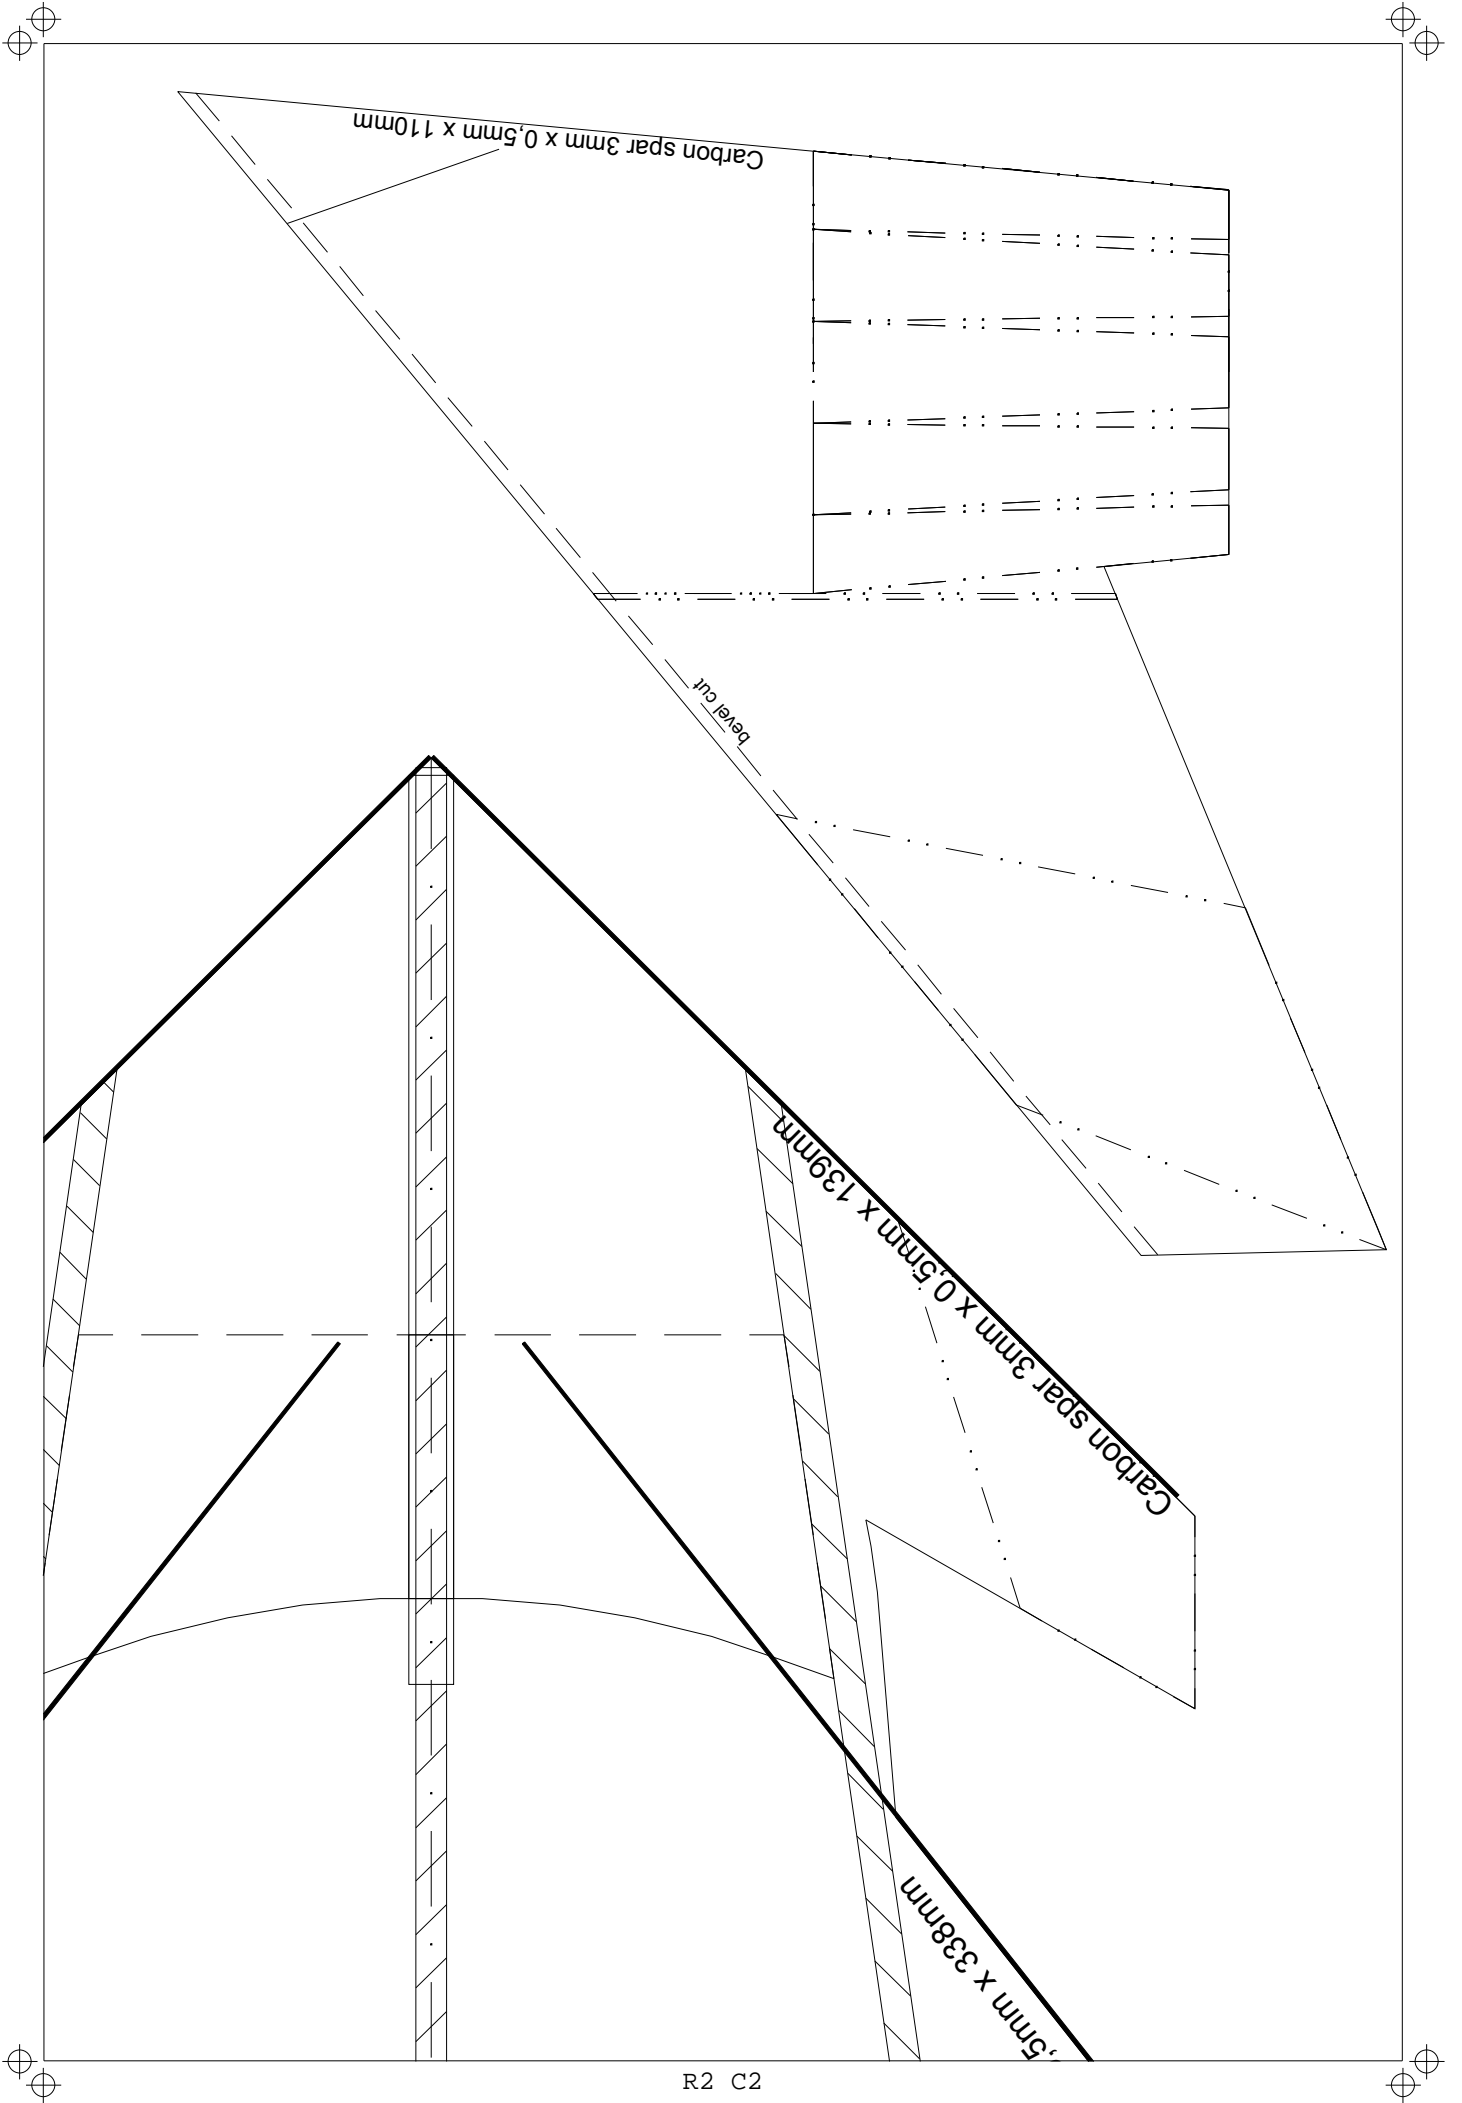 Carbon spar 3mm x 0,5mm x 110mm
bevel cut
Carbon spar 3mm x 0,5mm x 139mm
,5mm x 338mm
R2 C2